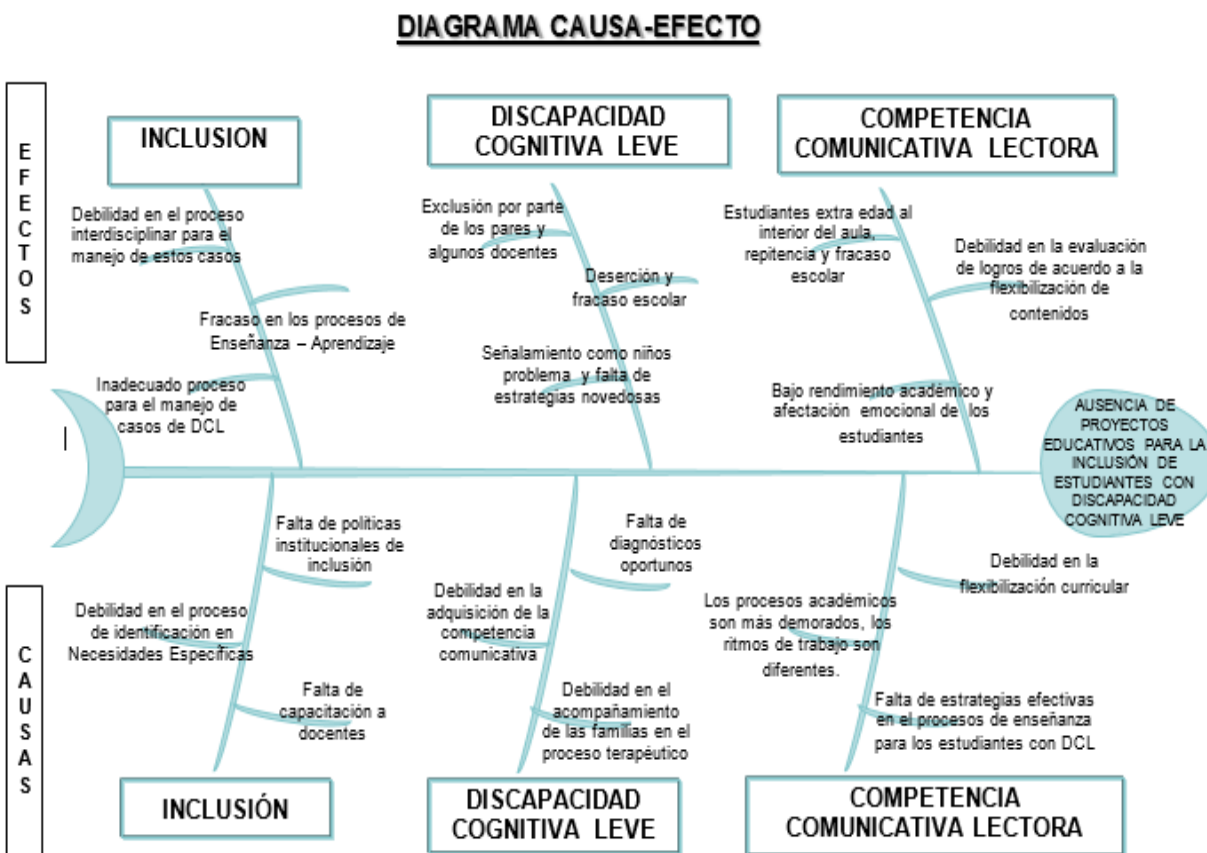 DIAGRAMA CAUSA-EFECTO
EFECTOS
INCLUSION
Debilidad en el proceso
interdisciplinar para el
manejo de estos casos
Fracaso en los procesos de
Enseñanza – Aprendizaje
Inadecuado proceso
para el manejo de
casos de DCL
DISCAPACIDAD
COGNITIVA LEVE
Exclusión por parte
de los pares y
algunos docentes
Deserción y
fracaso escolar
Señalamiento como niños
problema y falta de
estrategias novedosas
COMPETENCIA
COMUNICATIVA LECTORA
Estudiantes extra edad al
interior del aula,
repitencia y fracaso
escolar
Debilidad en la evaluación
de logros de acuerdo a la
flexibilización de
contenidos
Bajo rendimiento académico y
afectación emocional de los
estudiantes
AUSENCIA DE
PROYECTOS
EDUCATIVOS PARA LA
INCLUSIÓN DE
ESTUDIANTES CON
DISCAPACIDAD
COGNITIVA LEVE
CAUSAS
Falta de políticas
institucionales de
inclusión
Debilidad en el proceso
de identificación en
Necesidades Específicas
Falta de
capacitación a
docentes
INCLUSIÓN
Falta de
diagnósticos
oportunos
Debilidad en la
adquisición de la
competencia
comunicativa
Debilidad en el
acompañamiento
de las familias en el
proceso terapéutico
DISCAPACIDAD
COGNITIVA LEVE
Debilidad en la
flexibilización curricular
Los procesos académicos
son más demorados, los
ritmos de trabajo son
diferentes.
Falta de estrategias efectivas
en el procesos de enseñanza
para los estudiantes con DCL
COMPETENCIA
COMUNICATIVA LECTORA